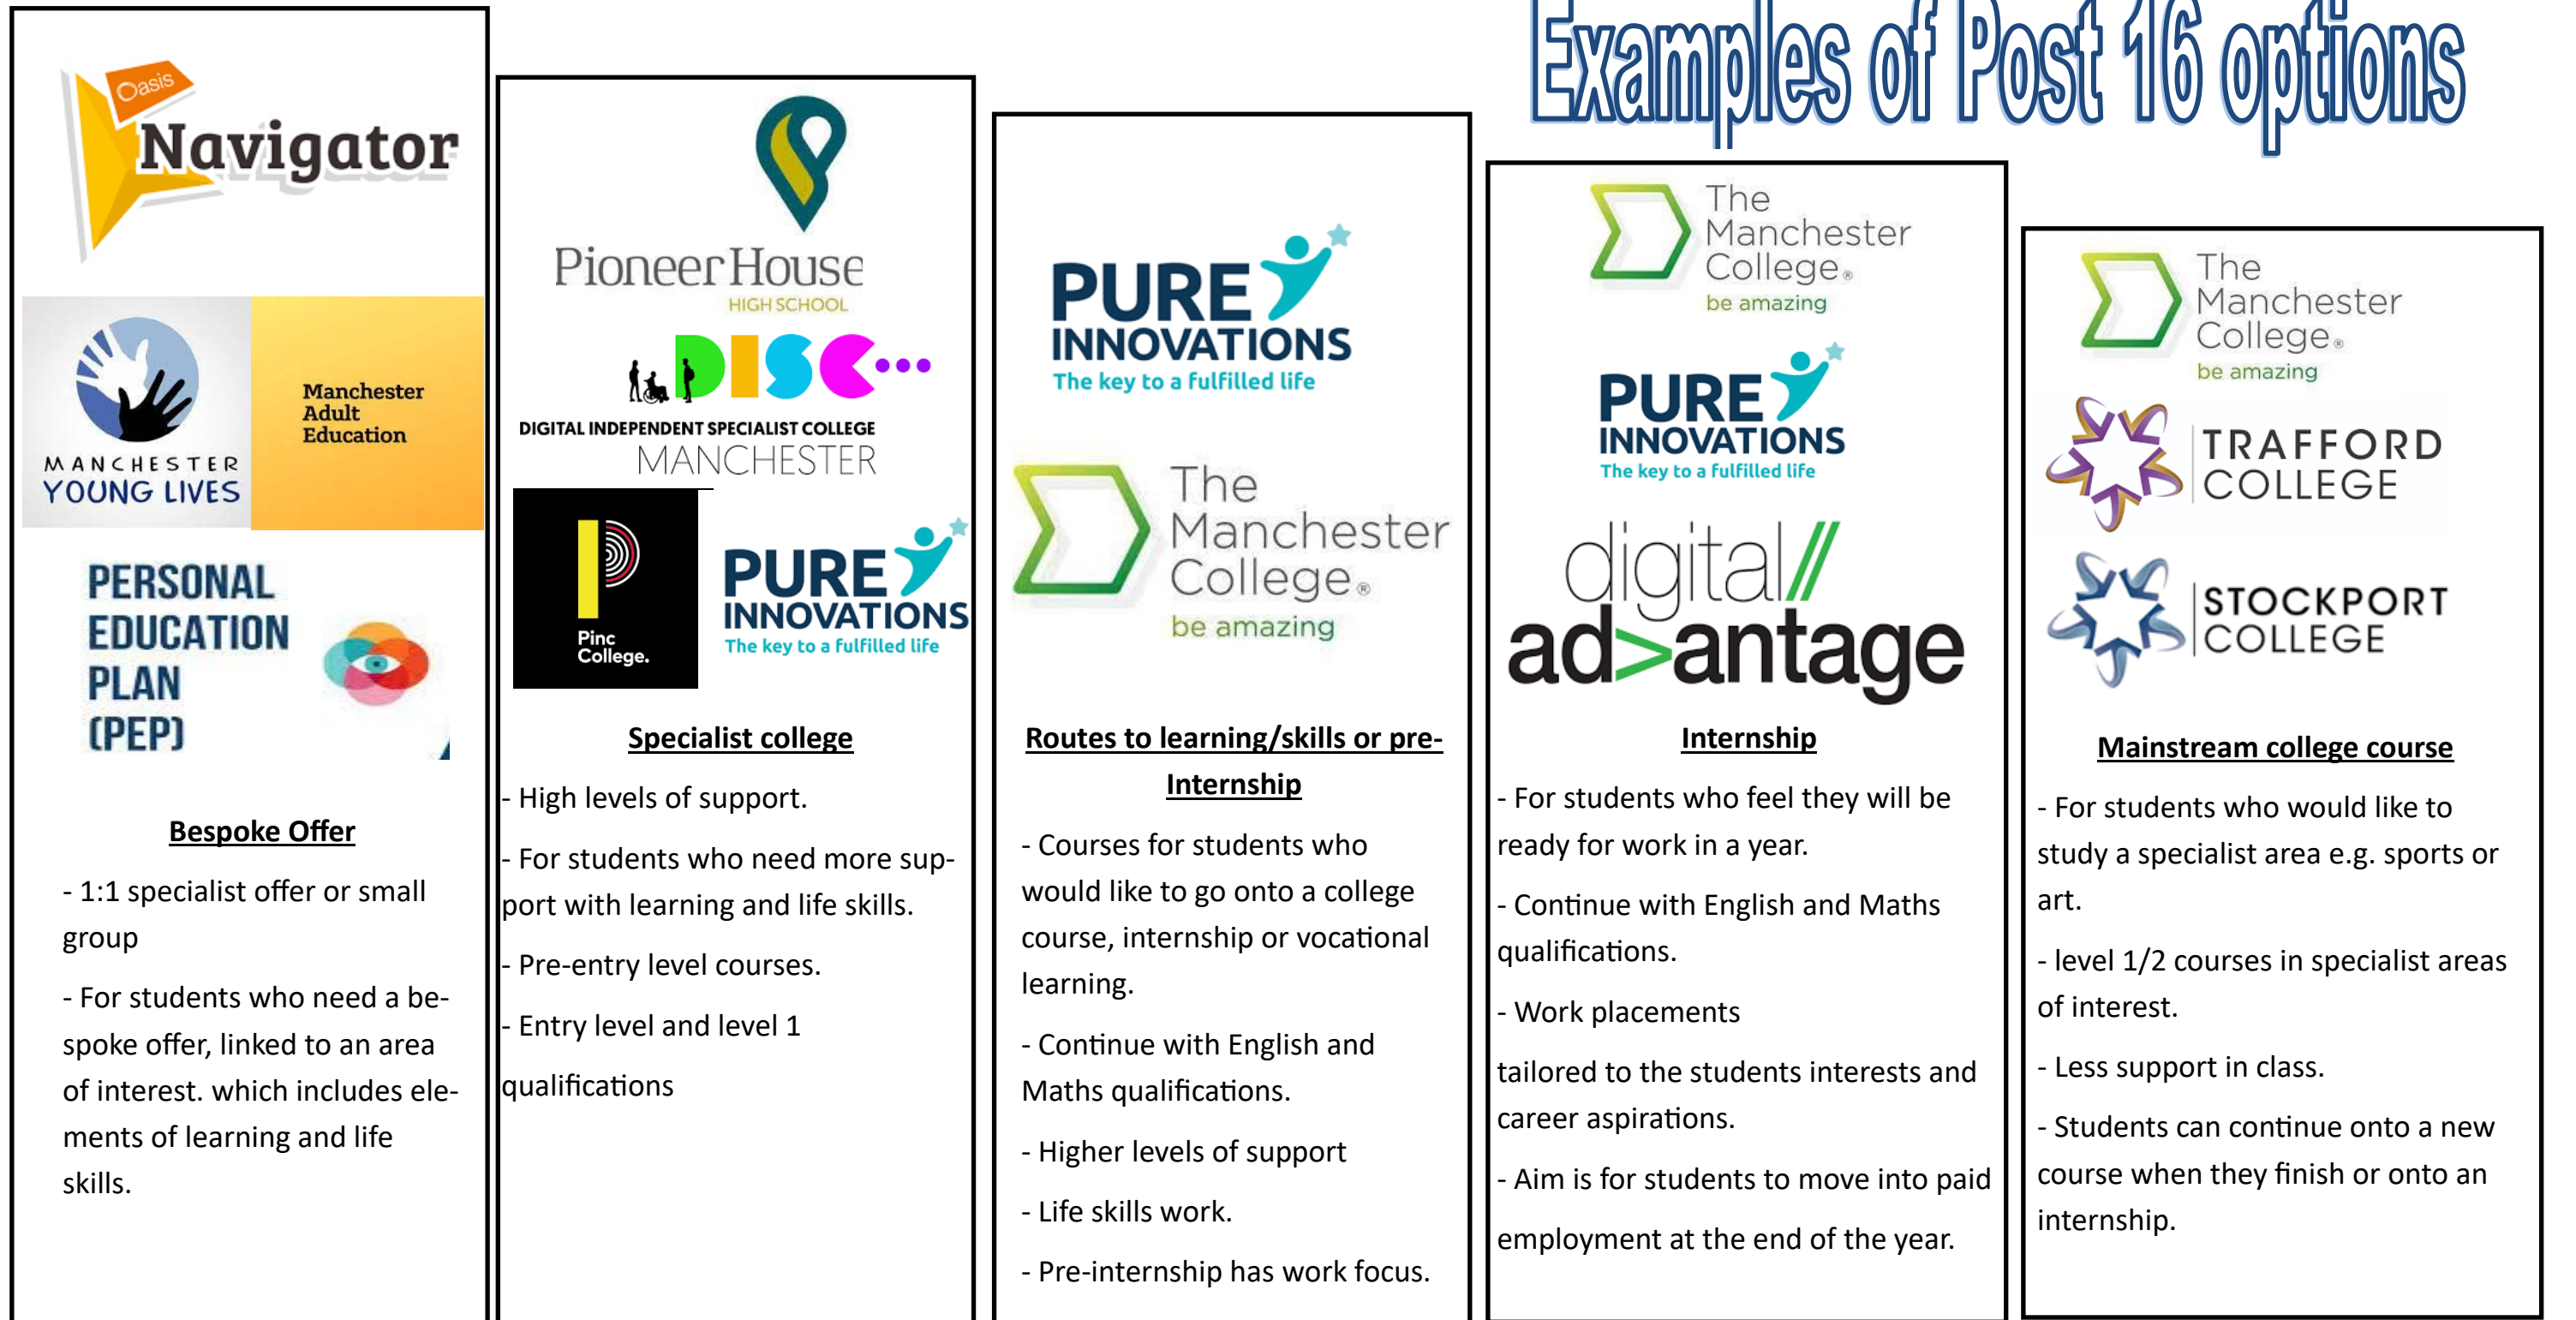 Examples of Post 16 options
Oasis
Navigator
MANCHESTER
YOUNG LIVES
Manchester
Adult
Education
PERSONAL
EDUCATION
PLAN
(PEP)
Bespoke Offer
- 1:1 specialist offer or small
group
- For students who need a be-
spoke offer, linked to an area
of interest. which includes ele-
ments of learning and life
skills.
Pioneer House
HIGH SCHOOL
DISC
DIGITAL INDEPENDENT SPECIALIST COLLEGE
MANCHESTER
Pinc
College.
PURE
INNOVATIONS
The key to a fulfilled life
Specialist college
- High levels of support.
- For students who need more sup-
port with learning and life skills.
- Pre-entry level courses.
- Entry level and level 1
qualifications
PURE
INNOVATIONS
The key to a fulfilled life
The
Manchester
College®
be amazing
Routes to learning/skills or pre-
Internship
- Courses for students who
would like to go onto a college
course, internship or vocational
learning.
- Continue with English and
Maths qualifications.
- Higher levels of support
- Life skills work.
- Pre-internship has work focus.
The
Manchester
College®
be amazing
PURE
INNOVATIONS
The key to a fulfilled life
digital//
ad>antage
Internship
- For students who feel they will be
ready for work in a year.
- Continue with English and Maths
qualifications.
- Work placements
tailored to the students interests and
career aspirations.
- Aim is for students to move into paid
employment at the end of the year.
The
Manchester
College®
be amazing
TRAFFORD
COLLEGE
STOCKPORT
COLLEGE
Mainstream college course
- For students who would like to
study a specialist area e.g. sports or
art.
- level 1/2 courses in specialist areas
of interest.
- Less support in class.
- Students can continue onto a new
course when they finish or onto an
internship.